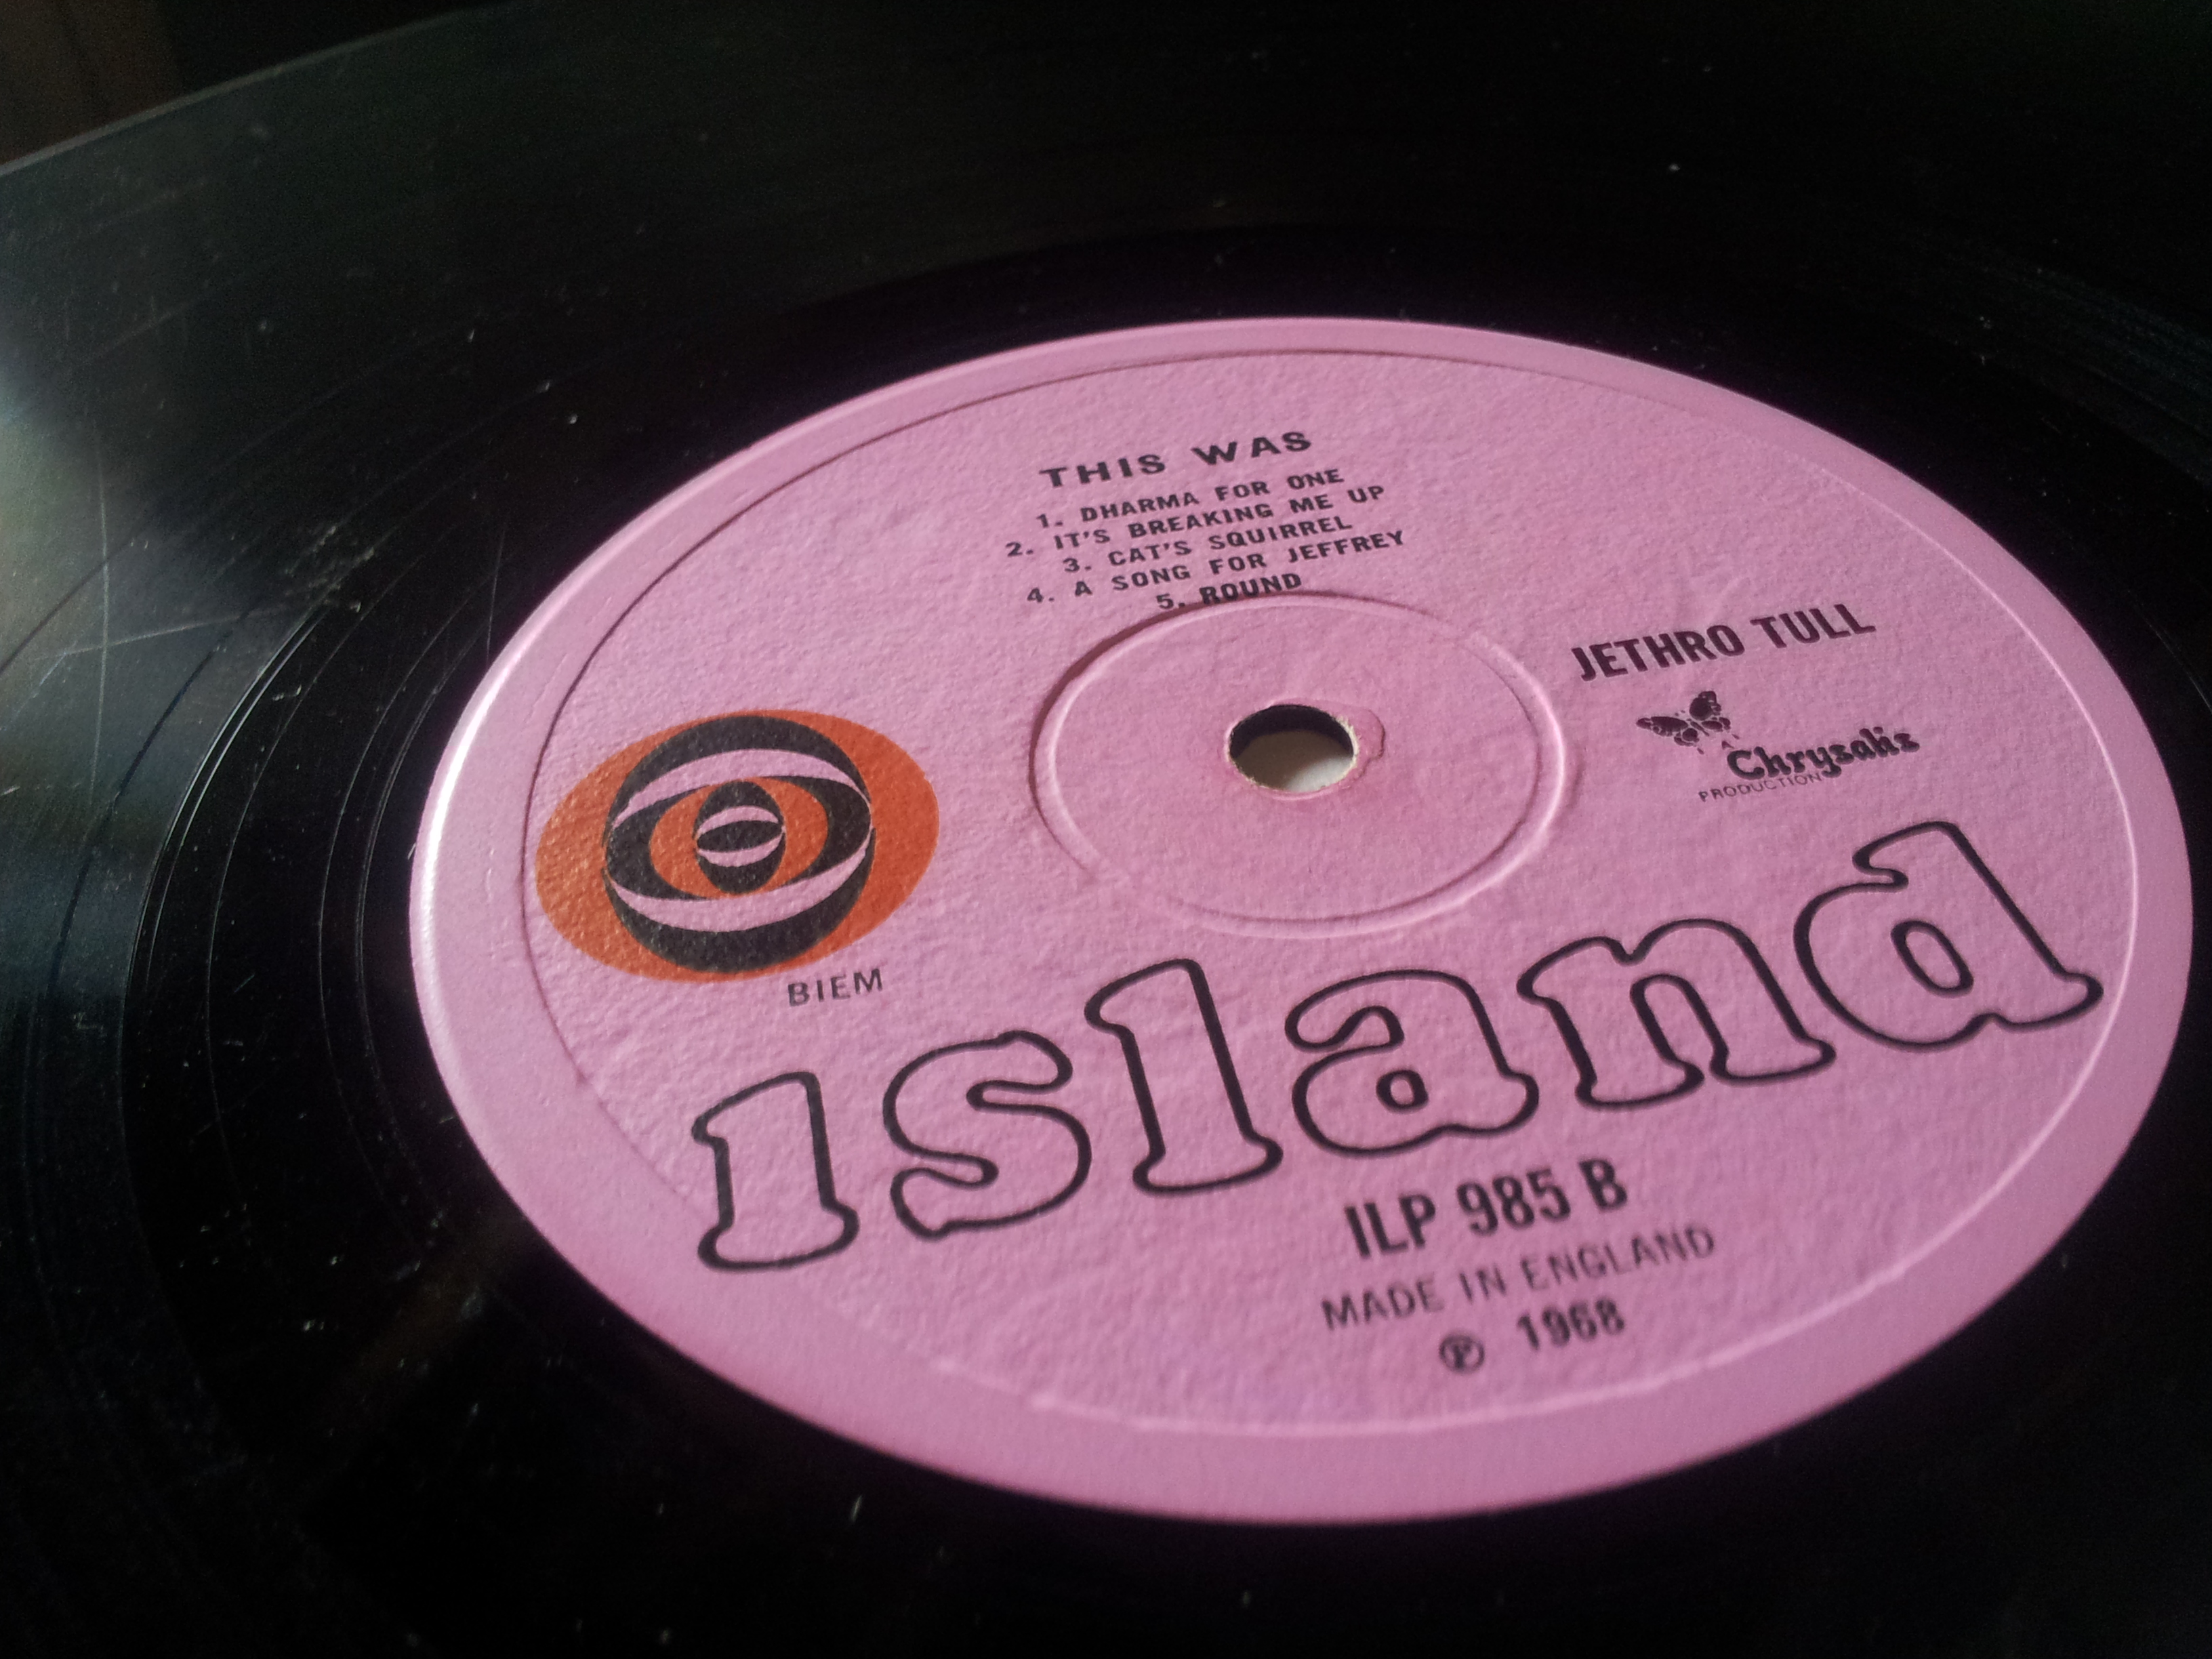 THIS WAS
1. DHARMA FOR ONE
2. IT'S BREAKING ME UP
3. CAT'S SQUIRREL
4. A SONG FOR JEFFREY
5. ROUND
JETHRO TULL
A
Chrysalis
PRODUCTION
BIEM
Island
ILP 985 B
MADE IN ENGLAND
℗ 1968